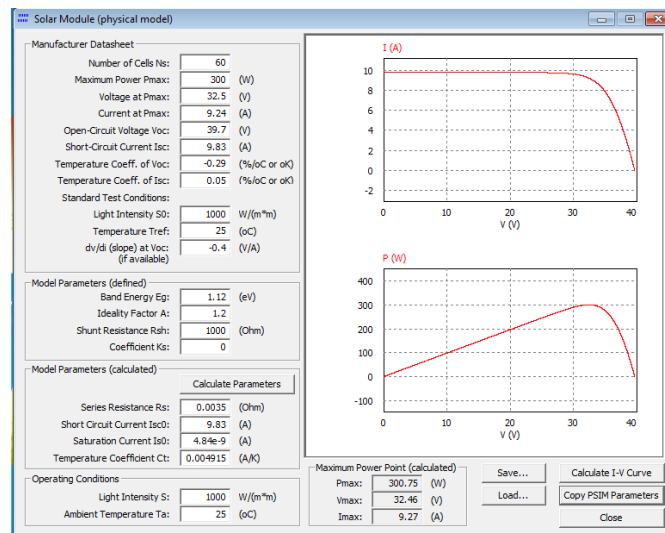 Solar Module (physical model)
Manufacturer Datasheet
Number of Cells Ns: 60
Maximum Power Pmax: 300 (W)
Voltage at Pmax: 32.5 (V)
Current at Pmax: 9.24 (A)
Open-Circuit Voltage Voc: 39.7 (V)
Short-Circuit Current Isc: 9.83 (A)
Temperature Coeff. of Voc: -0.29 (%/oC or oK)
Temperature Coeff. of Isc: 0.05 (%/oC or oK)
Standard Test Conditions:
Light Intensity S0: 1000 W/(m*m)
Temperature Tref: 25 (oC)
dv/di (slope) at Voc: -0.4 (V/A)
(if available)
Model Parameters (defined)
Band Energy Eg: 1.12 (eV)
Ideality Factor A: 1.2
Shunt Resistance Rsh: 1000 (Ohm)
Coefficient Ks: 0
Model Parameters (calculated)
Calculate Parameters
Series Resistance Rs: 0.0035 (Ohm)
Short Circuit Current Isc0: 9.83 (A)
Saturation Current Is0: 4.84e-9 (A)
Temperature Coefficient Ct: 0.004915 (A/K)
Operating Conditions
Light Intensity S: 1000 W/(m*m)
Ambient Temperature Ta: 25 (oC)
I (A)
10
8
6
4
2
0
-2
0 10 20 30 40
V (V)
P (W)
400
300
200
100
0
-100
0 10 20 30 40
V (V)
Maximum Power Point (calculated)
Pmax: 300.75 (W)
Vmax: 32.46 (V)
Imax: 9.27 (A)
Save...
Load...
Calculate I-V Curve
Copy PSIM Parameters
Close